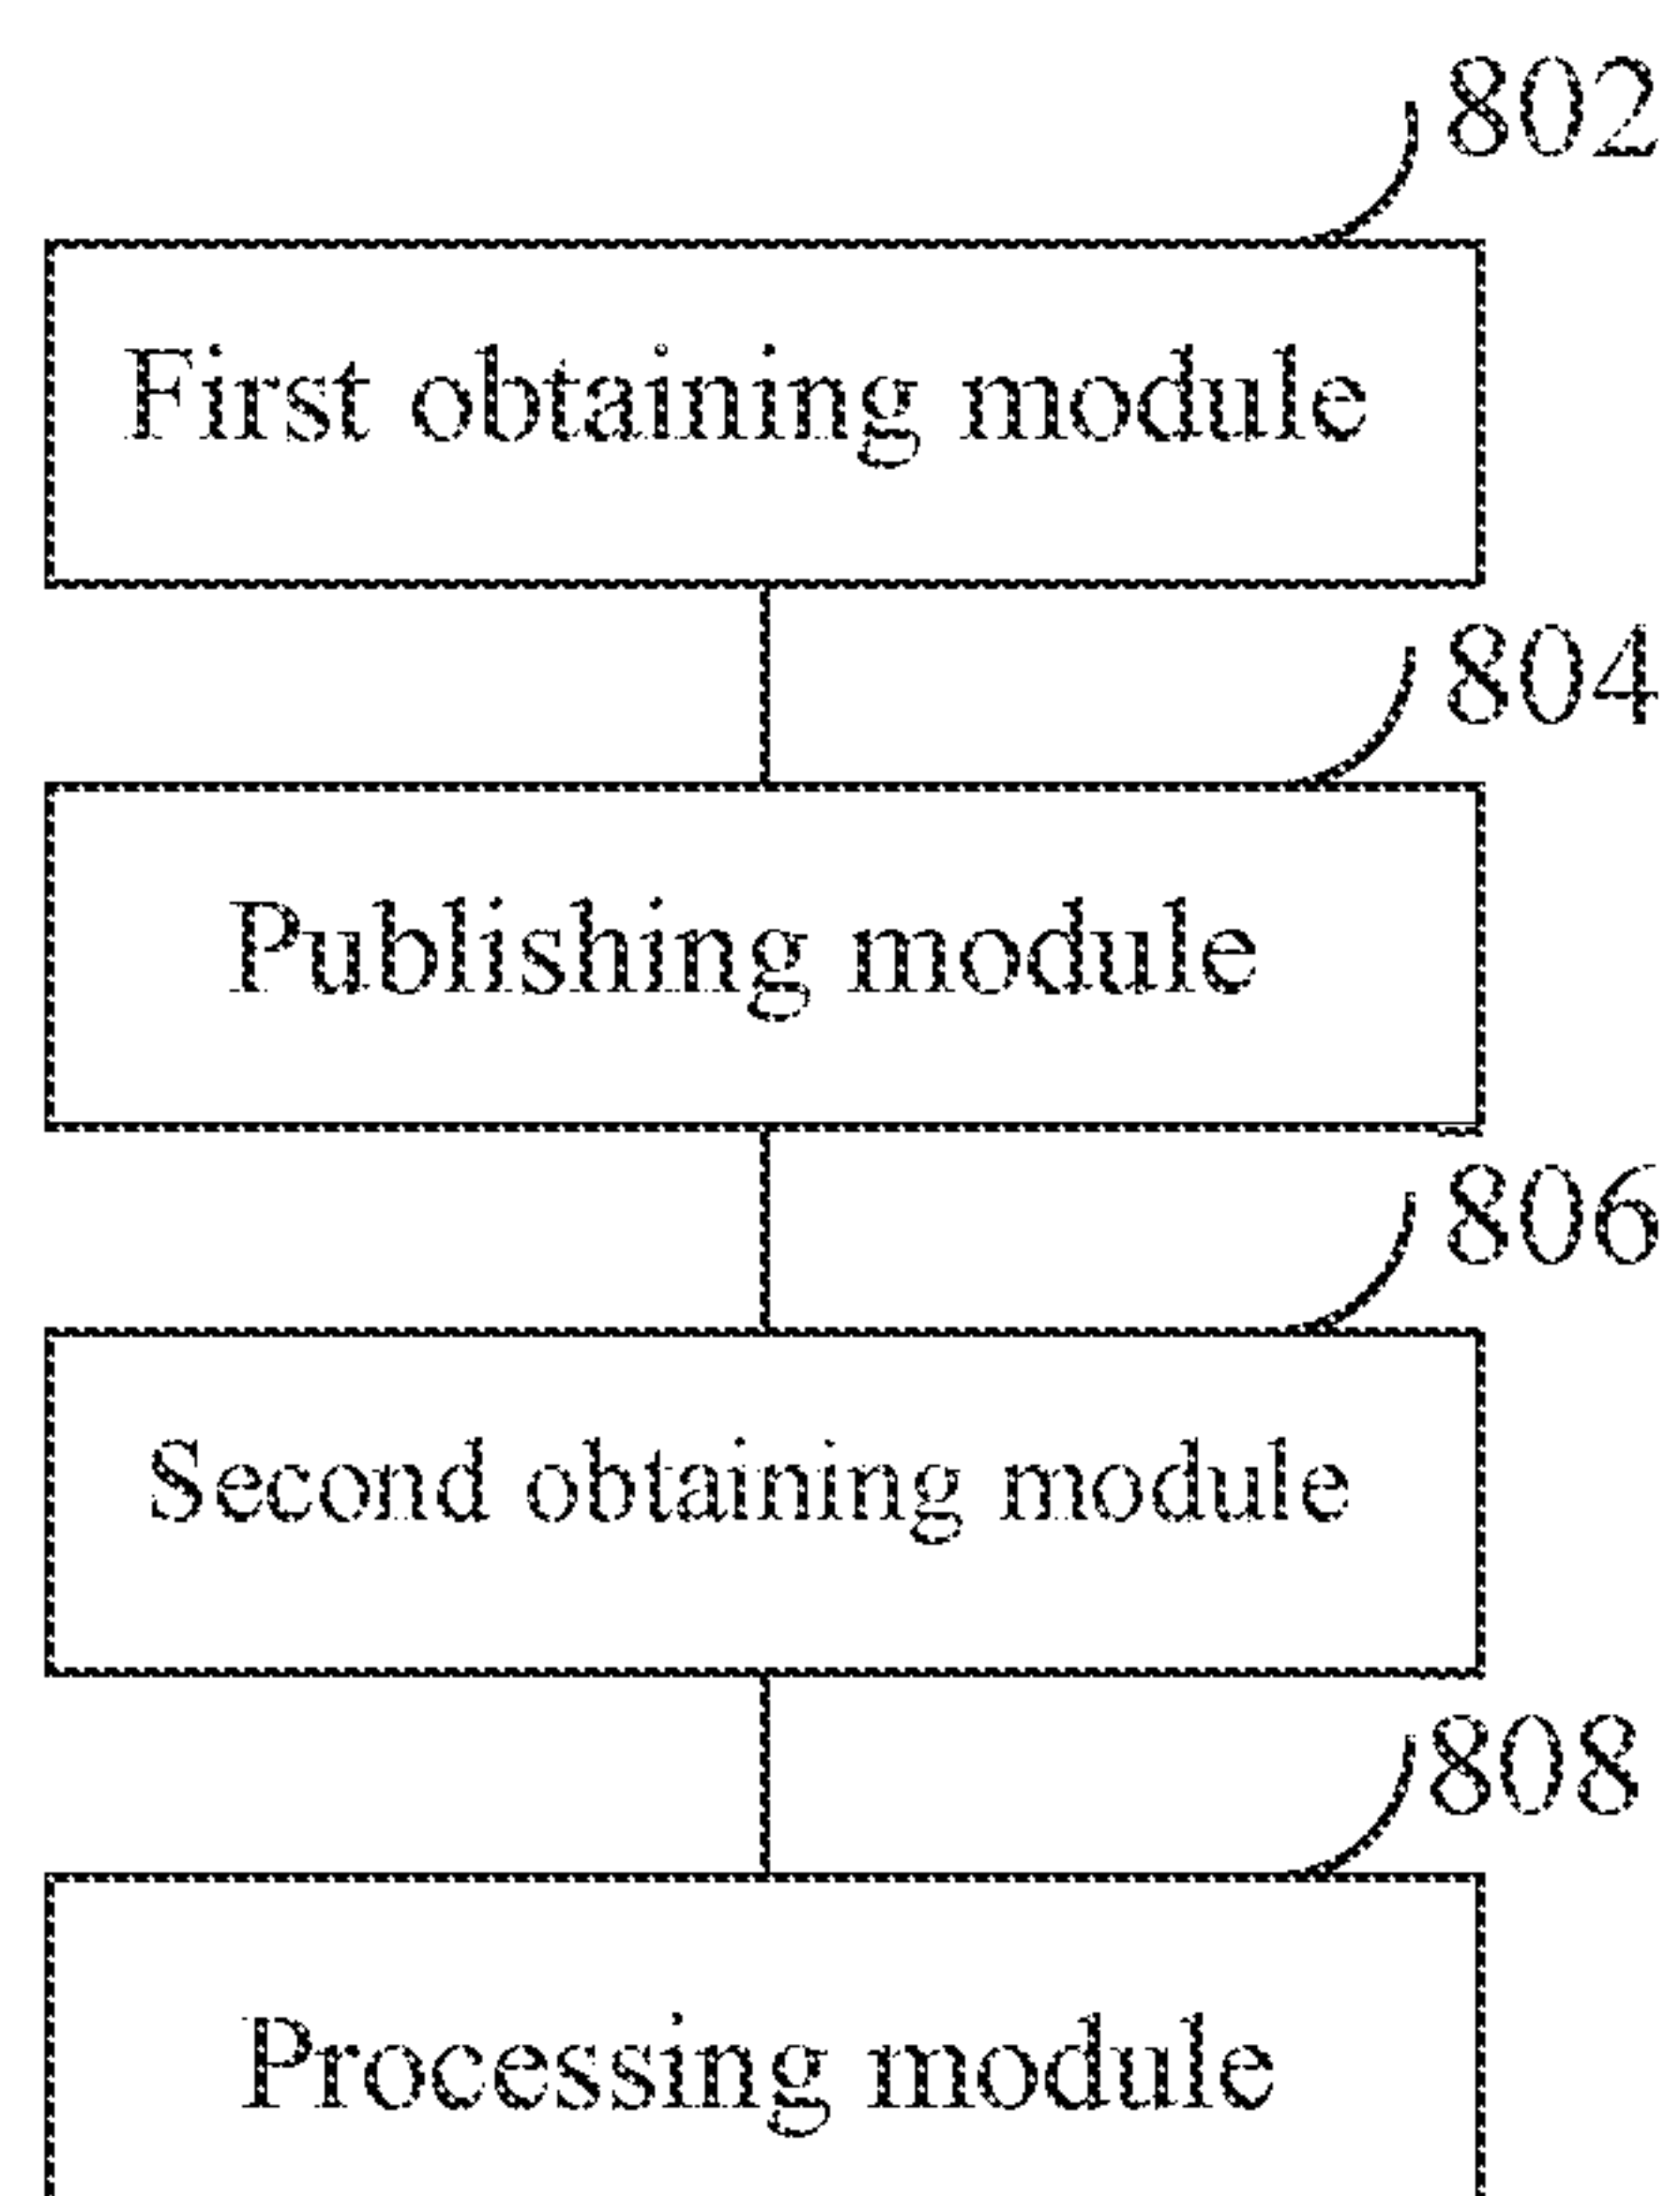 802
First obtaining module
804
Publishing module
806
Second obtaining module
808
Processing module